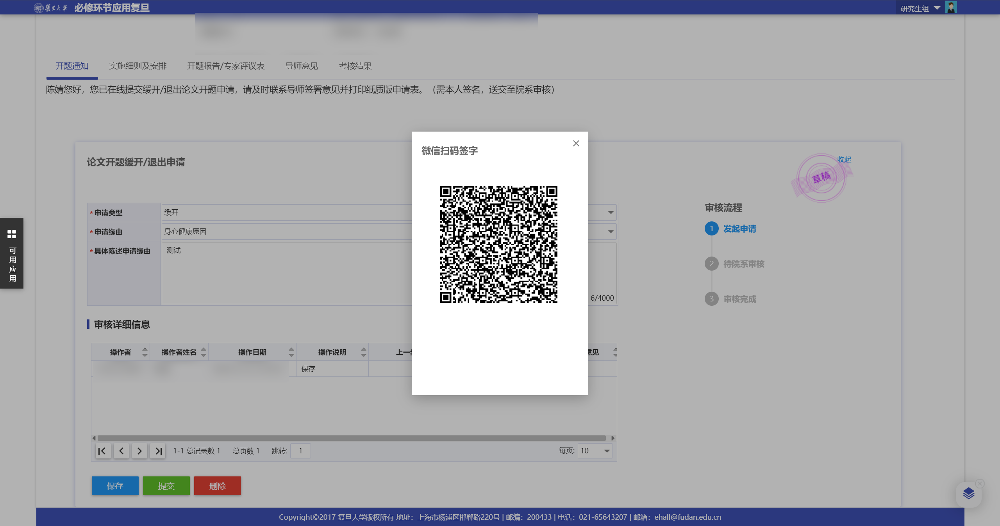 復旦大学 必修环节应用复旦
研究生组
开题通知 实施细则及安排 开题报告/专家评议表 导师意见 考核结果
陈婧您好，您已在线提交缓开/退出论文开题申请，请及时联系导师签署意见并打印纸质版申请表。（需本人签名，送交至院系审核）
微信扫码签字
论文开题缓开/退出申请
收起
草稿
*申请类型 缓开
*申请缘由 身心健康原因
*具体陈述申请缘由 测试
6/4000
审核流程
1 发起申请
2 待院系审核
3 审核完成
可用应用
审核详细信息
操作者 操作者姓名 操作日期 操作说明 上一 意见
保存
1-1 总记录数 1 总页数 1 跳转: 1 每页: 10
保存 提交 删除
Copyright©2017 复旦大学版权所有 地址：上海市杨浦区邯郸路220号 | 邮编：200433 | 电话：021-65643207 | 邮箱：ehall@fudan.edu.cn